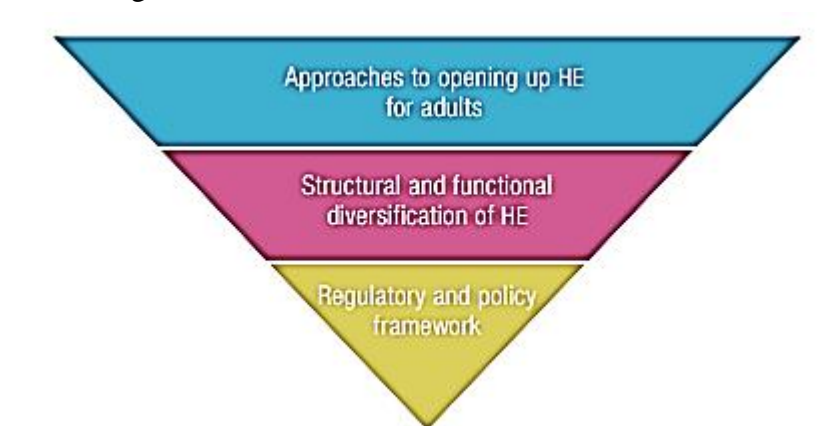 Approaches to opening up HE
for adults
Structural and functional
diversification of HE
Regulatory and policy
framework